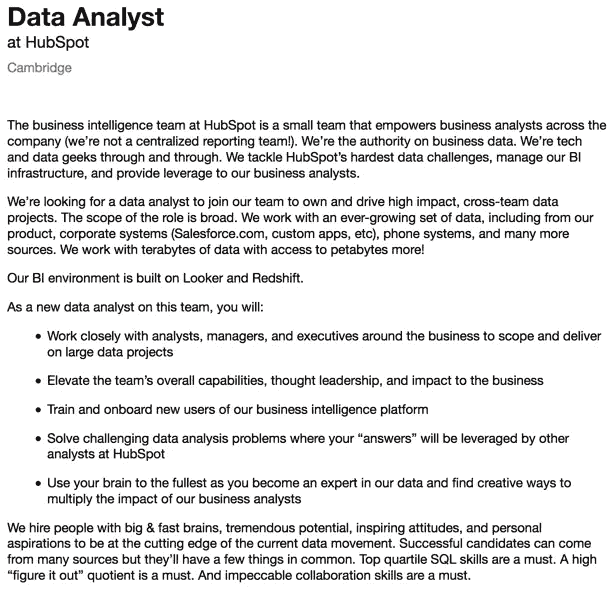 Data Analyst
at HubSpot
Cambridge
The business intelligence team at HubSpot is a small team that empowers business analysts across the
company (we’re not a centralized reporting team!). We’re the authority on business data. We’re tech
and data geeks through and through. We tackle HubSpot’s hardest data challenges, manage our BI
infrastructure, and provide leverage to our business analysts.
We’re looking for a data analyst to join our team to own and drive high impact, cross-team data
projects. The scope of the role is broad. We work with an ever-growing set of data, including from our
product, corporate systems (Salesforce.com, custom apps, etc), phone systems, and many more
sources. We work with terabytes of data with access to petabytes more!
Our BI environment is built on Looker and Redshift.
As a new data analyst on this team, you will:
• Work closely with analysts, managers, and executives around the business to scope and deliver
on large data projects
• Elevate the team’s overall capabilities, thought leadership, and impact to the business
• Train and onboard new users of our business intelligence platform
• Solve challenging data analysis problems where your “answers” will be leveraged by other
analysts at HubSpot
• Use your brain to the fullest as you become an expert in our data and find creative ways to
multiply the impact of our business analysts
We hire people with big & fast brains, tremendous potential, inspiring attitudes, and personal
aspirations to be at the cutting edge of the current data movement. Successful candidates can come
from many sources but they’ll have a few things in common. Top quartile SQL skills are a must. A high
“figure it out” quotient is a must. And impeccable collaboration skills are a must.